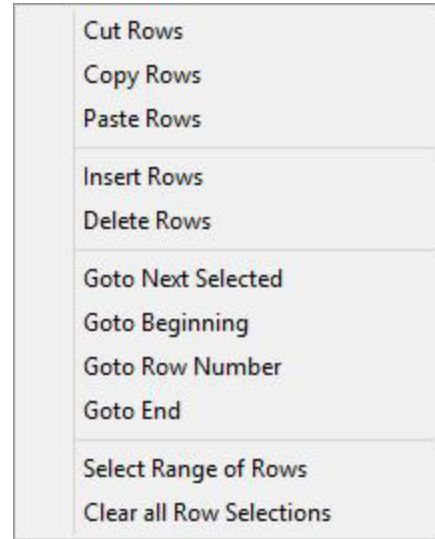 Cut Rows
Copy Rows
Paste Rows
Insert Rows
Delete Rows
Goto Next Selected
Goto Beginning
Goto Row Number
Goto End
Select Range of Rows
Clear all Row Selections